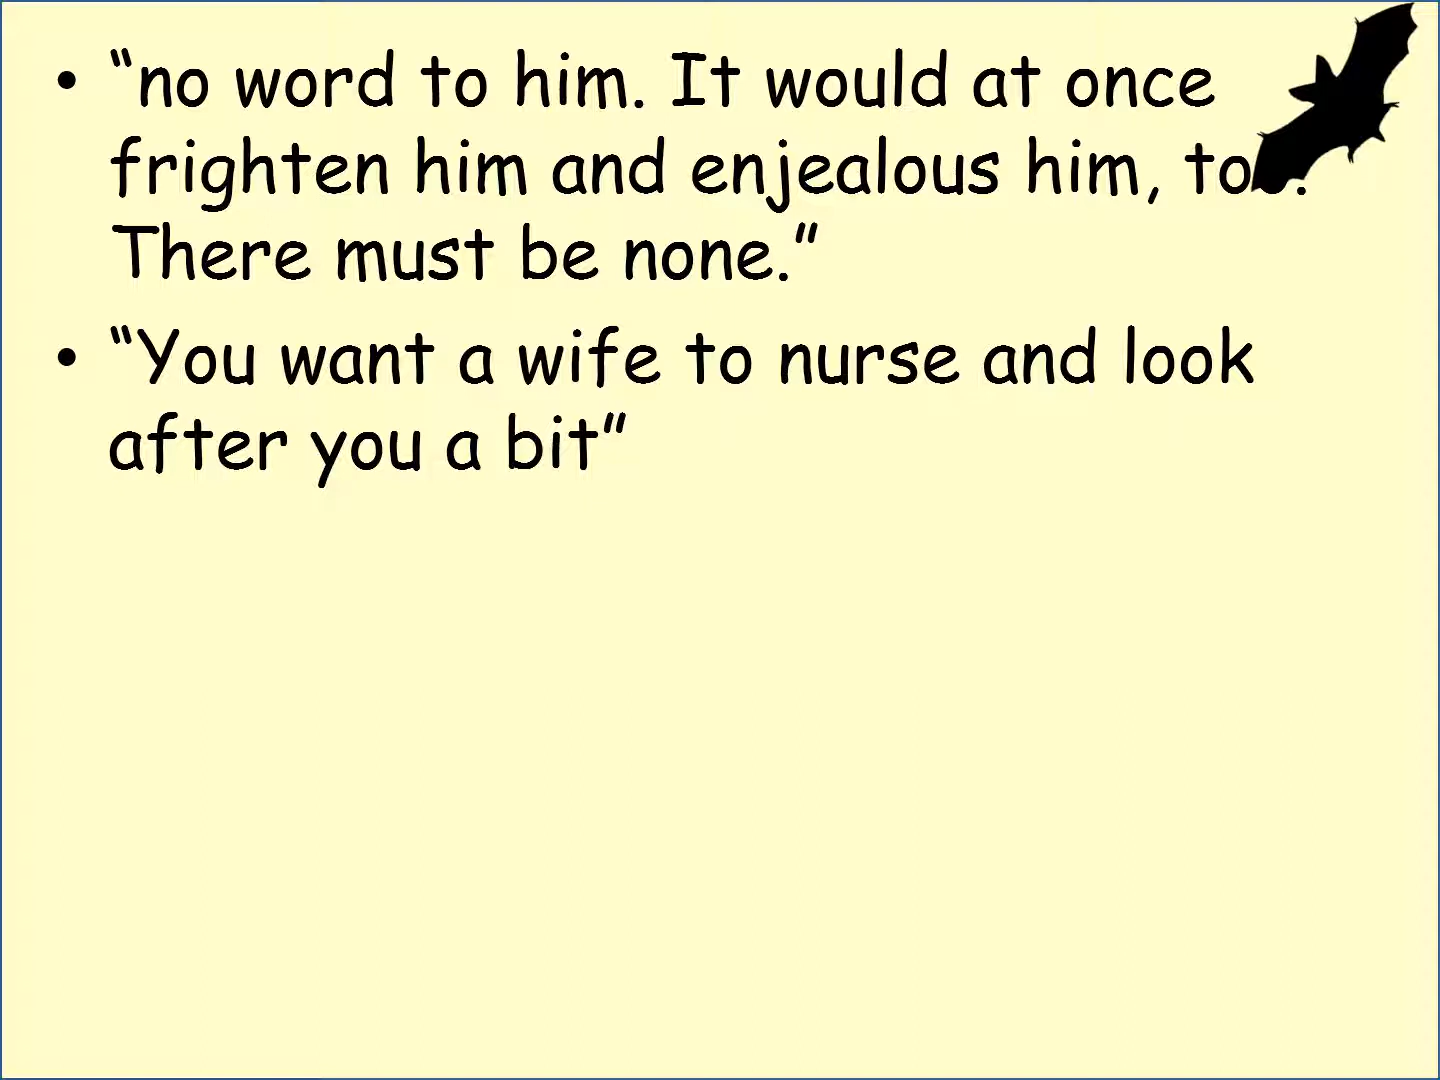 • “no word to him. It would at once
frighten him and enjealous him, too.
There must be none.”
• “You want a wife to nurse and look
after you a bit”